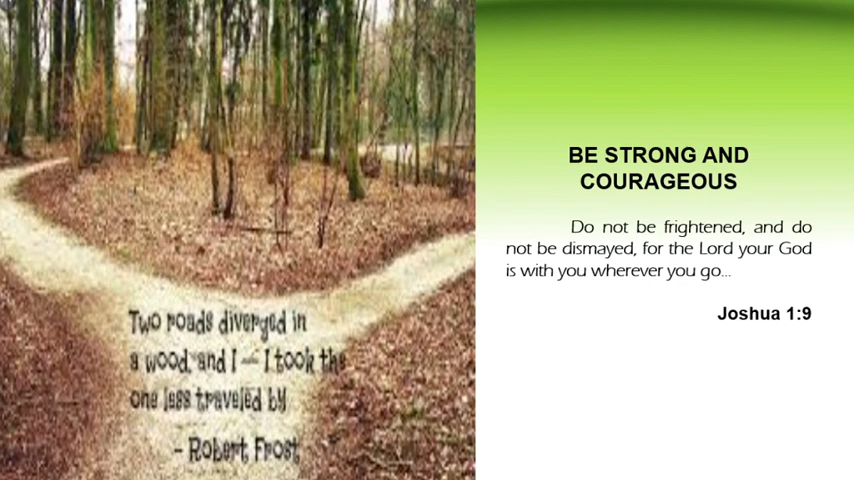 Two roads diverged in
a wood, and I — I took the
one less traveled by
- Robert Frost
BE STRONG AND
COURAGEOUS
Do not be frightened, and do
not be dismayed, for the Lord your God
is with you wherever you go...
Joshua 1:9